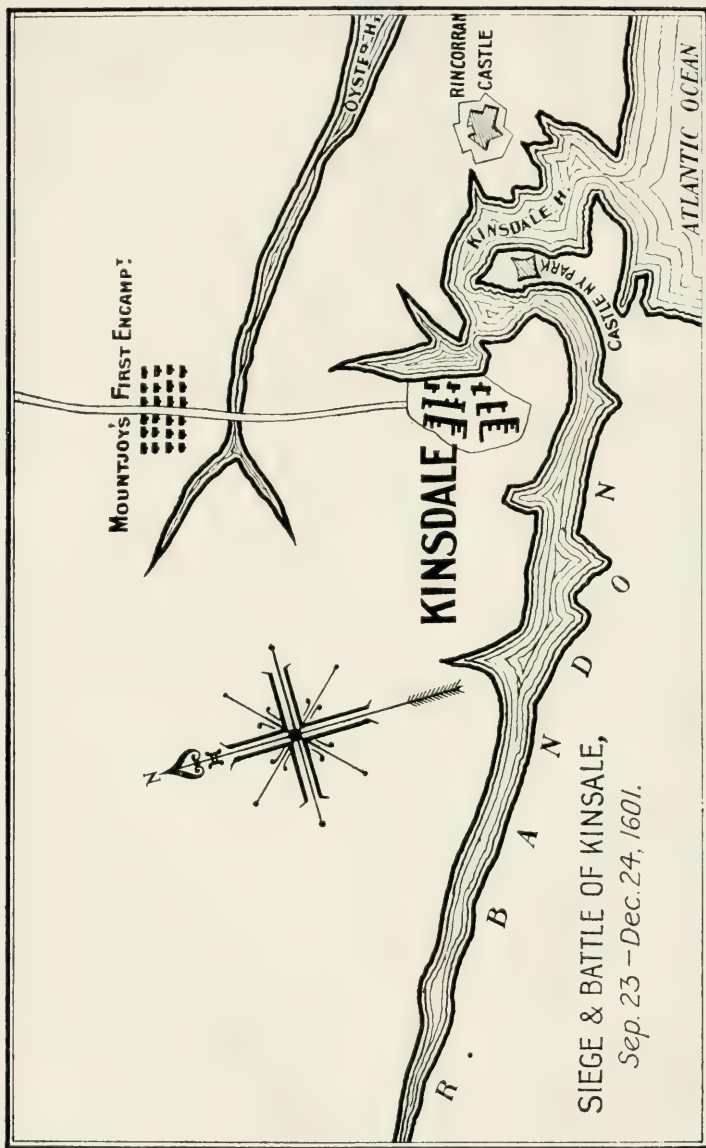 OYSTER H.
RINCORRAN
CASTLE
MOUNTJOY'S FIRST ENCAMPT
KINSDALE H.
ATLANTIC OCEAN
CASTLE NY PARK
N
KINSDALE
R. BANDON
SIEGE & BATTLE OF KINSALE,
Sep. 23 – Dec. 24, 1601.